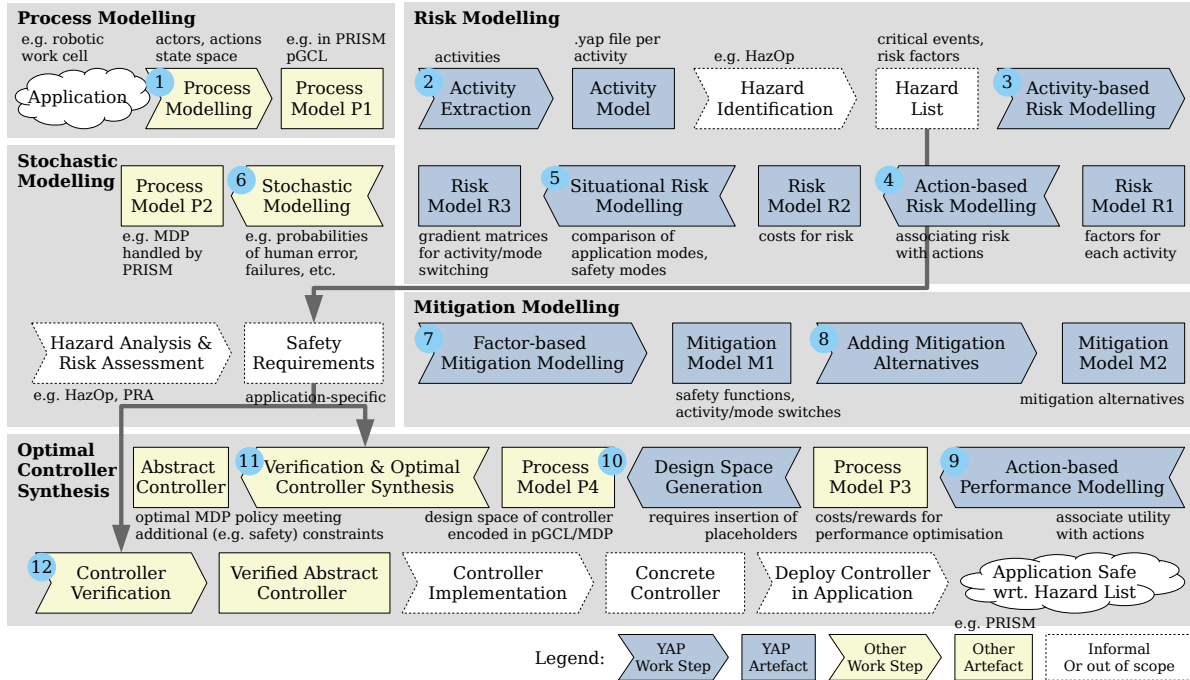 Process Modelling
e.g. robotic
work cell
actors, actions
state space
e.g. in PRISM
pGCL
Application
1
Process
Modelling
Process
Model P1
Risk Modelling
activities
.yap file per
activity
e.g. HazOp
critical events,
risk factors
2
Activity
Extraction
Activity
Model
Hazard
Identification
Hazard
List
3
Activity-based
Risk Modelling
Risk
Model R3
5
Situational Risk
Modelling
Risk
Model R2
4
Action-based
Risk Modelling
Risk
Model R1
gradient matrices
for activity/mode
switching
comparison of
application modes,
safety modes
costs for risk
associating risk
with actions
factors for
each activity
Stochastic
Modelling
Process
Model P2
6
Stochastic
Modelling
e.g. MDP
handled by
PRISM
e.g. probabilities
of human error,
failures, etc.
Hazard Analysis &
Risk Assessment
Safety
Requirements
e.g. HazOp, PRA
application-specific
Mitigation Modelling
7
Factor-based
Mitigation Modelling
Mitigation
Model M1
8
Adding Mitigation
Alternatives
Mitigation
Model M2
safety functions,
activity/mode switches
mitigation alternatives
Optimal
Controller
Synthesis
Abstract
Controller
11
Verification & Optimal
Controller Synthesis
Process
Model P4
10
Design Space
Generation
Process
Model P3
9
Action-based
Performance Modelling
optimal MDP policy meeting
additional (e.g. safety) constraints
design space of controller
encoded in pGCL/MDP
requires insertion of
placeholders
costs/rewards for
performance optimisation
associate utility
with actions
12
Controller
Verification
Verified Abstract
Controller
Controller
Implementation
Concrete
Controller
Deploy Controller
in Application
Application Safe
wrt. Hazard List
Legend:
YAP
Work Step
YAP
Artefact
Other
Work Step
e.g. PRISM
Other
Artefact
Informal
Or out of scope